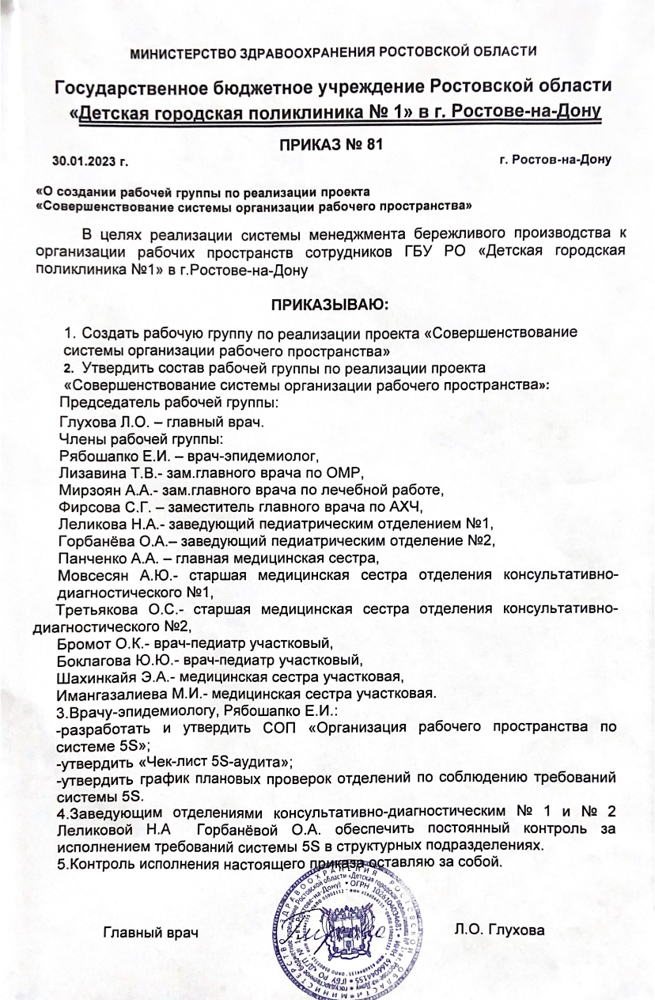 МИНИСТЕРСТВО ЗДРАВООХРАНЕНИЯ РОСТОВСКОЙ ОБЛАСТИ
Государственное бюджетное учреждение Ростовской области
«Детская городская поликлиника № 1» в г. Ростове-на-Дону
ПРИКАЗ № 81
30.01.2023 г. г. Ростов-на-Дону
«О создании рабочей группы по реализации проекта
«Совершенствование системы организации рабочего пространства»
В целях реализации системы менеджмента бережливого производства к
организации рабочих пространств сотрудников ГБУ РО «Детская городская
поликлиника №1» в г.Ростове-на-Дону
ПРИКАЗЫВАЮ:
1. Создать рабочую группу по реализации проекта «Совершенствование
системы организации рабочего пространства»
2. Утвердить состав рабочей группы по реализации проекта
«Совершенствование системы организации рабочего пространства»:
Председатель рабочей группы:
Глухова Л.О. – главный врач.
Члены рабочей группы:
Рябошапко Е.И. – врач-эпидемиолог,
Лизавина Т.В.- зам.главного врача по ОМР,
Мирзоян А.А.- зам.главного врача по лечебной работе,
Фирсова С.Г. – заместитель главного врача по АХЧ,
Леликова Н.А.- заведующий педиатрическим отделением №1,
Горбанёва О.А.– заведующий педиатрическим отделение №2,
Панченко А.А. – главная медицинская сестра,
Мовсесян А.Ю.- старшая медицинская сестра отделения консультативно-
диагностического №1,
Третьякова О.С.- старшая медицинская сестра отделения консультативно-
диагностического №2,
Бромот О.К.- врач-педиатр участковый,
Боклагова Ю.Ю.- врач-педиатр участковый,
Шахинкайя Э.А.- медицинская сестра участковая,
Имангазалиева М.И.- медицинская сестра участковая.
3.Врачу-эпидемиологу, Рябошапко Е.И.:
-разработать и утвердить СОП «Организация рабочего пространства по
системе 5S»;
-утвердить «Чек-лист 5S-аудита»;
-утвердить график плановых проверок отделений по соблюдению требований
системы 5S.
4.Заведующим отделениями консультативно-диагностическим № 1 и № 2
Леликовой Н.А Горбанёвой О.А. обеспечить постоянный контроль за
исполнением требований системы 5S в структурных подразделениях.
5.Контроль исполнения настоящего приказа оставляю за собой.
Главный врач Л.О. Глухова